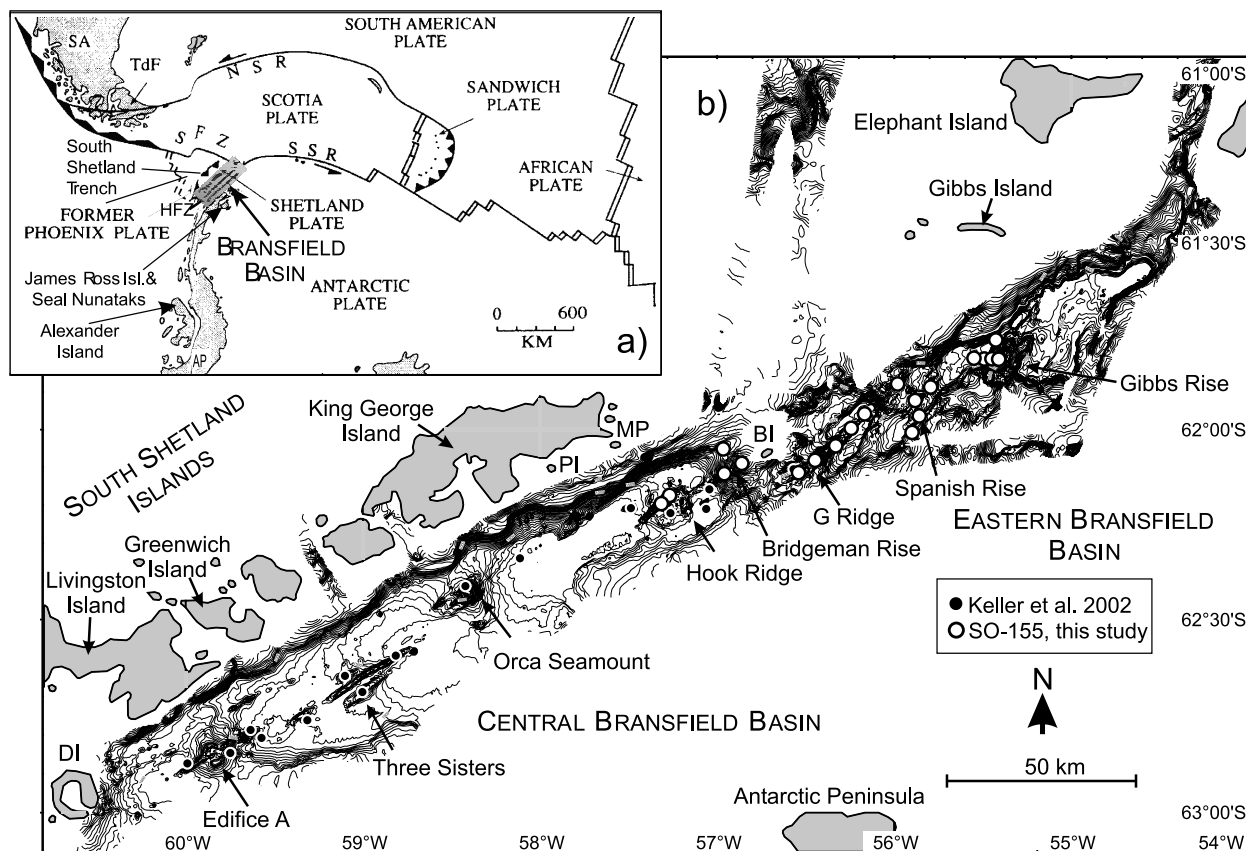 SA
TdF
SOUTH AMERICAN
PLATE
N S R
SCOTIA
PLATE
SANDWICH
PLATE
S F Z
S S R
AFRICAN
PLATE
South
Shetland
Trench
FORMER
PHOENIX PLATE
HFZ
SHETLAND
PLATE
BRANSFIELD
BASIN
James Ross Isl.&
Seal Nunataks
ANTARCTIC
PLATE
Alexander
Island
AP
0 600
KM
a)
b)
Elephant Island
Gibbs Island
Gibbs Rise
Spanish Rise
G Ridge
Bridgeman Rise
Hook Ridge
EASTERN BRANSFIELD
BASIN
BI
MP
PI
King George
Island
SOUTH SHETLAND
ISLANDS
Greenwich
Island
Livingston
Island
DI
Orca Seamount
Three Sisters
Edifice A
CENTRAL BRANSFIELD BASIN
Antarctic Peninsula
Keller et al. 2002
SO-155, this study
N
50 km
61°00'S
61°30'S
62°00'S
62°30'S
63°00'S
60°W 59°W 58°W 57°W 56°W 55°W 54°W